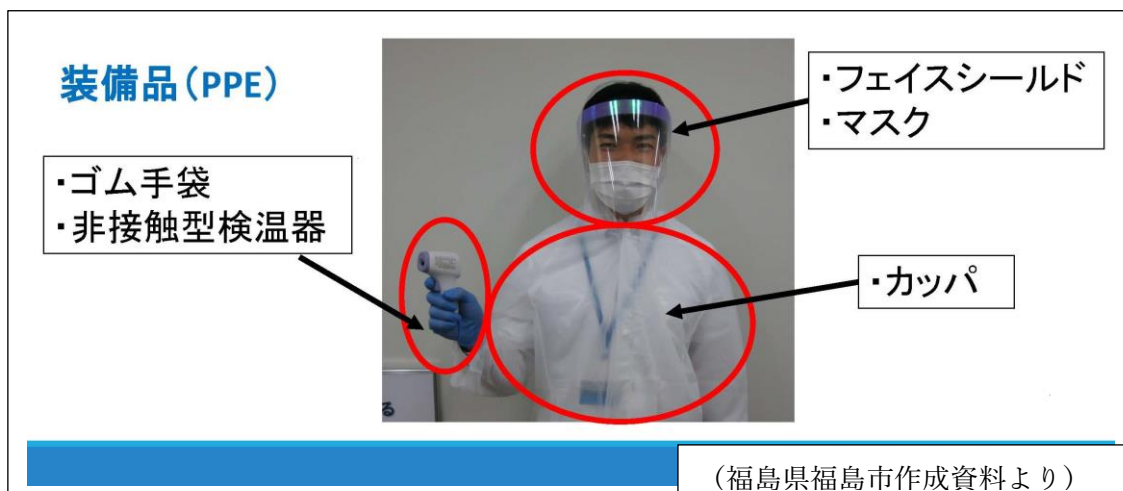 装備品(PPE)
・フェイスシールド
・マスク
・ゴム手袋
・非接触型検温器
・カッパ
る
(福島県福島市作成資料より)